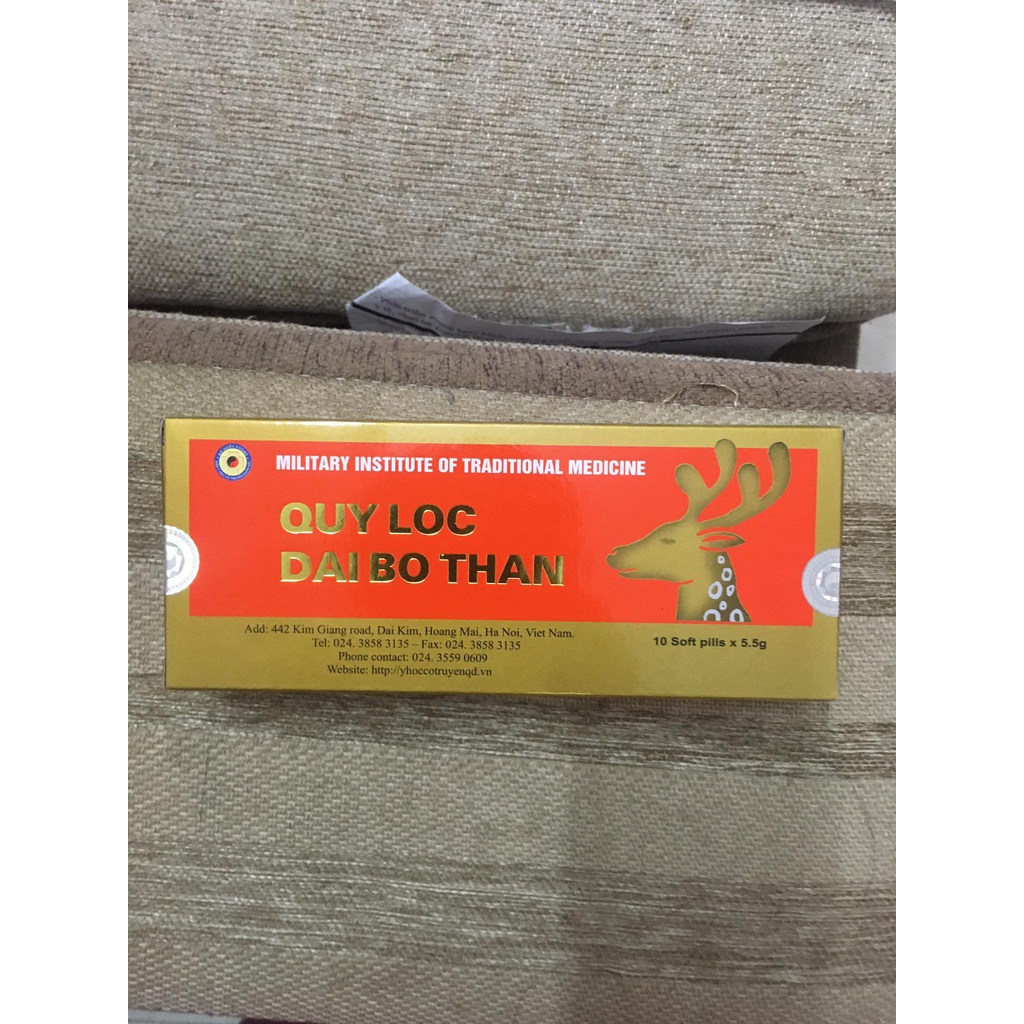 MILITARY INSTITUTE OF TRADITIONAL MEDICINE
QUY LOC
DAI BO THAN
Add: 442 Kim Giang road, Dai Kim, Hoang Mai, Ha Noi, Viet Nam.
Tel: 024. 3858 3135 – Fax: 024. 3858 3135
Phone contact: 024. 3559 0609
Website: http://yhoccotruyenqd.vn
10 Soft pills x 5.5g